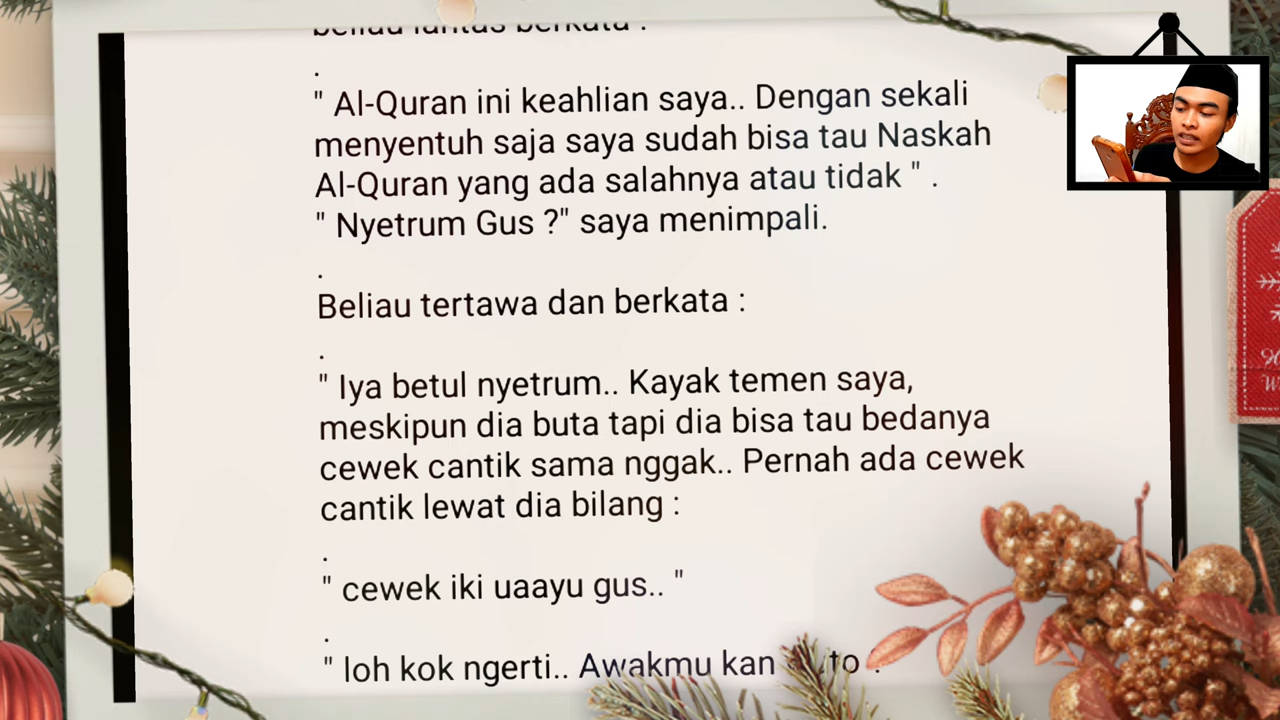 beliau lantas berkata :
.
" Al-Quran ini keahlian saya.. Dengan sekali
menyentuh saja saya sudah bisa tau Naskah
Al-Quran yang ada salahnya atau tidak " .
" Nyetrum Gus ?" saya menimpali.
.
Beliau tertawa dan berkata :
.
" Iya betul nyetrum.. Kayak temen saya,
meskipun dia buta tapi dia bisa tau bedanya
cewek cantik sama nggak.. Pernah ada cewek
cantik lewat dia bilang :
.
" cewek iki uaayu gus.. "
.
" loh kok ngerti.. Awakmu kan